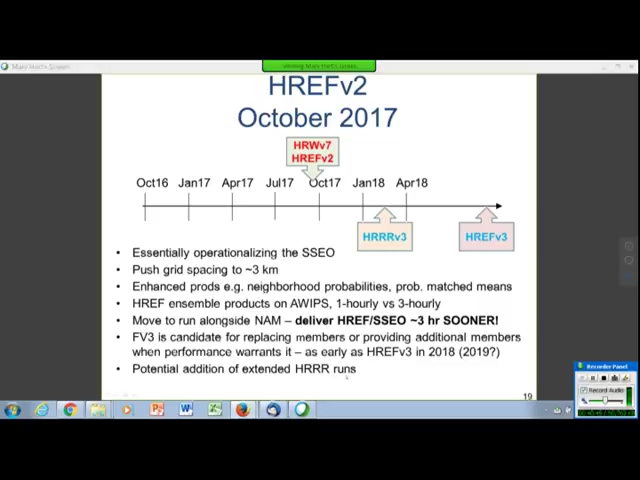 HREFv2
October 2017
HRWv7
HREFv2
Oct16 Jan17 Apr17 Jul17 Oct17 Jan18 Apr18
HRRRv3 HREFv3
• Essentially operationalizing the SSEO
• Push grid spacing to ~3 km
• Enhanced prods e.g. neighborhood probabilities, prob. matched means
• HREF ensemble products on AWIPS, 1-hourly vs 3-hourly
• Move to run alongside NAM – deliver HREF/SSEO ~3 hr SOONER!
• FV3 is candidate for replacing members or providing additional members
when performance warrants it – as early as HREFv3 in 2018 (2019?)
• Potential addition of extended HRRR runs
19
Recorder Panel
Record Audio